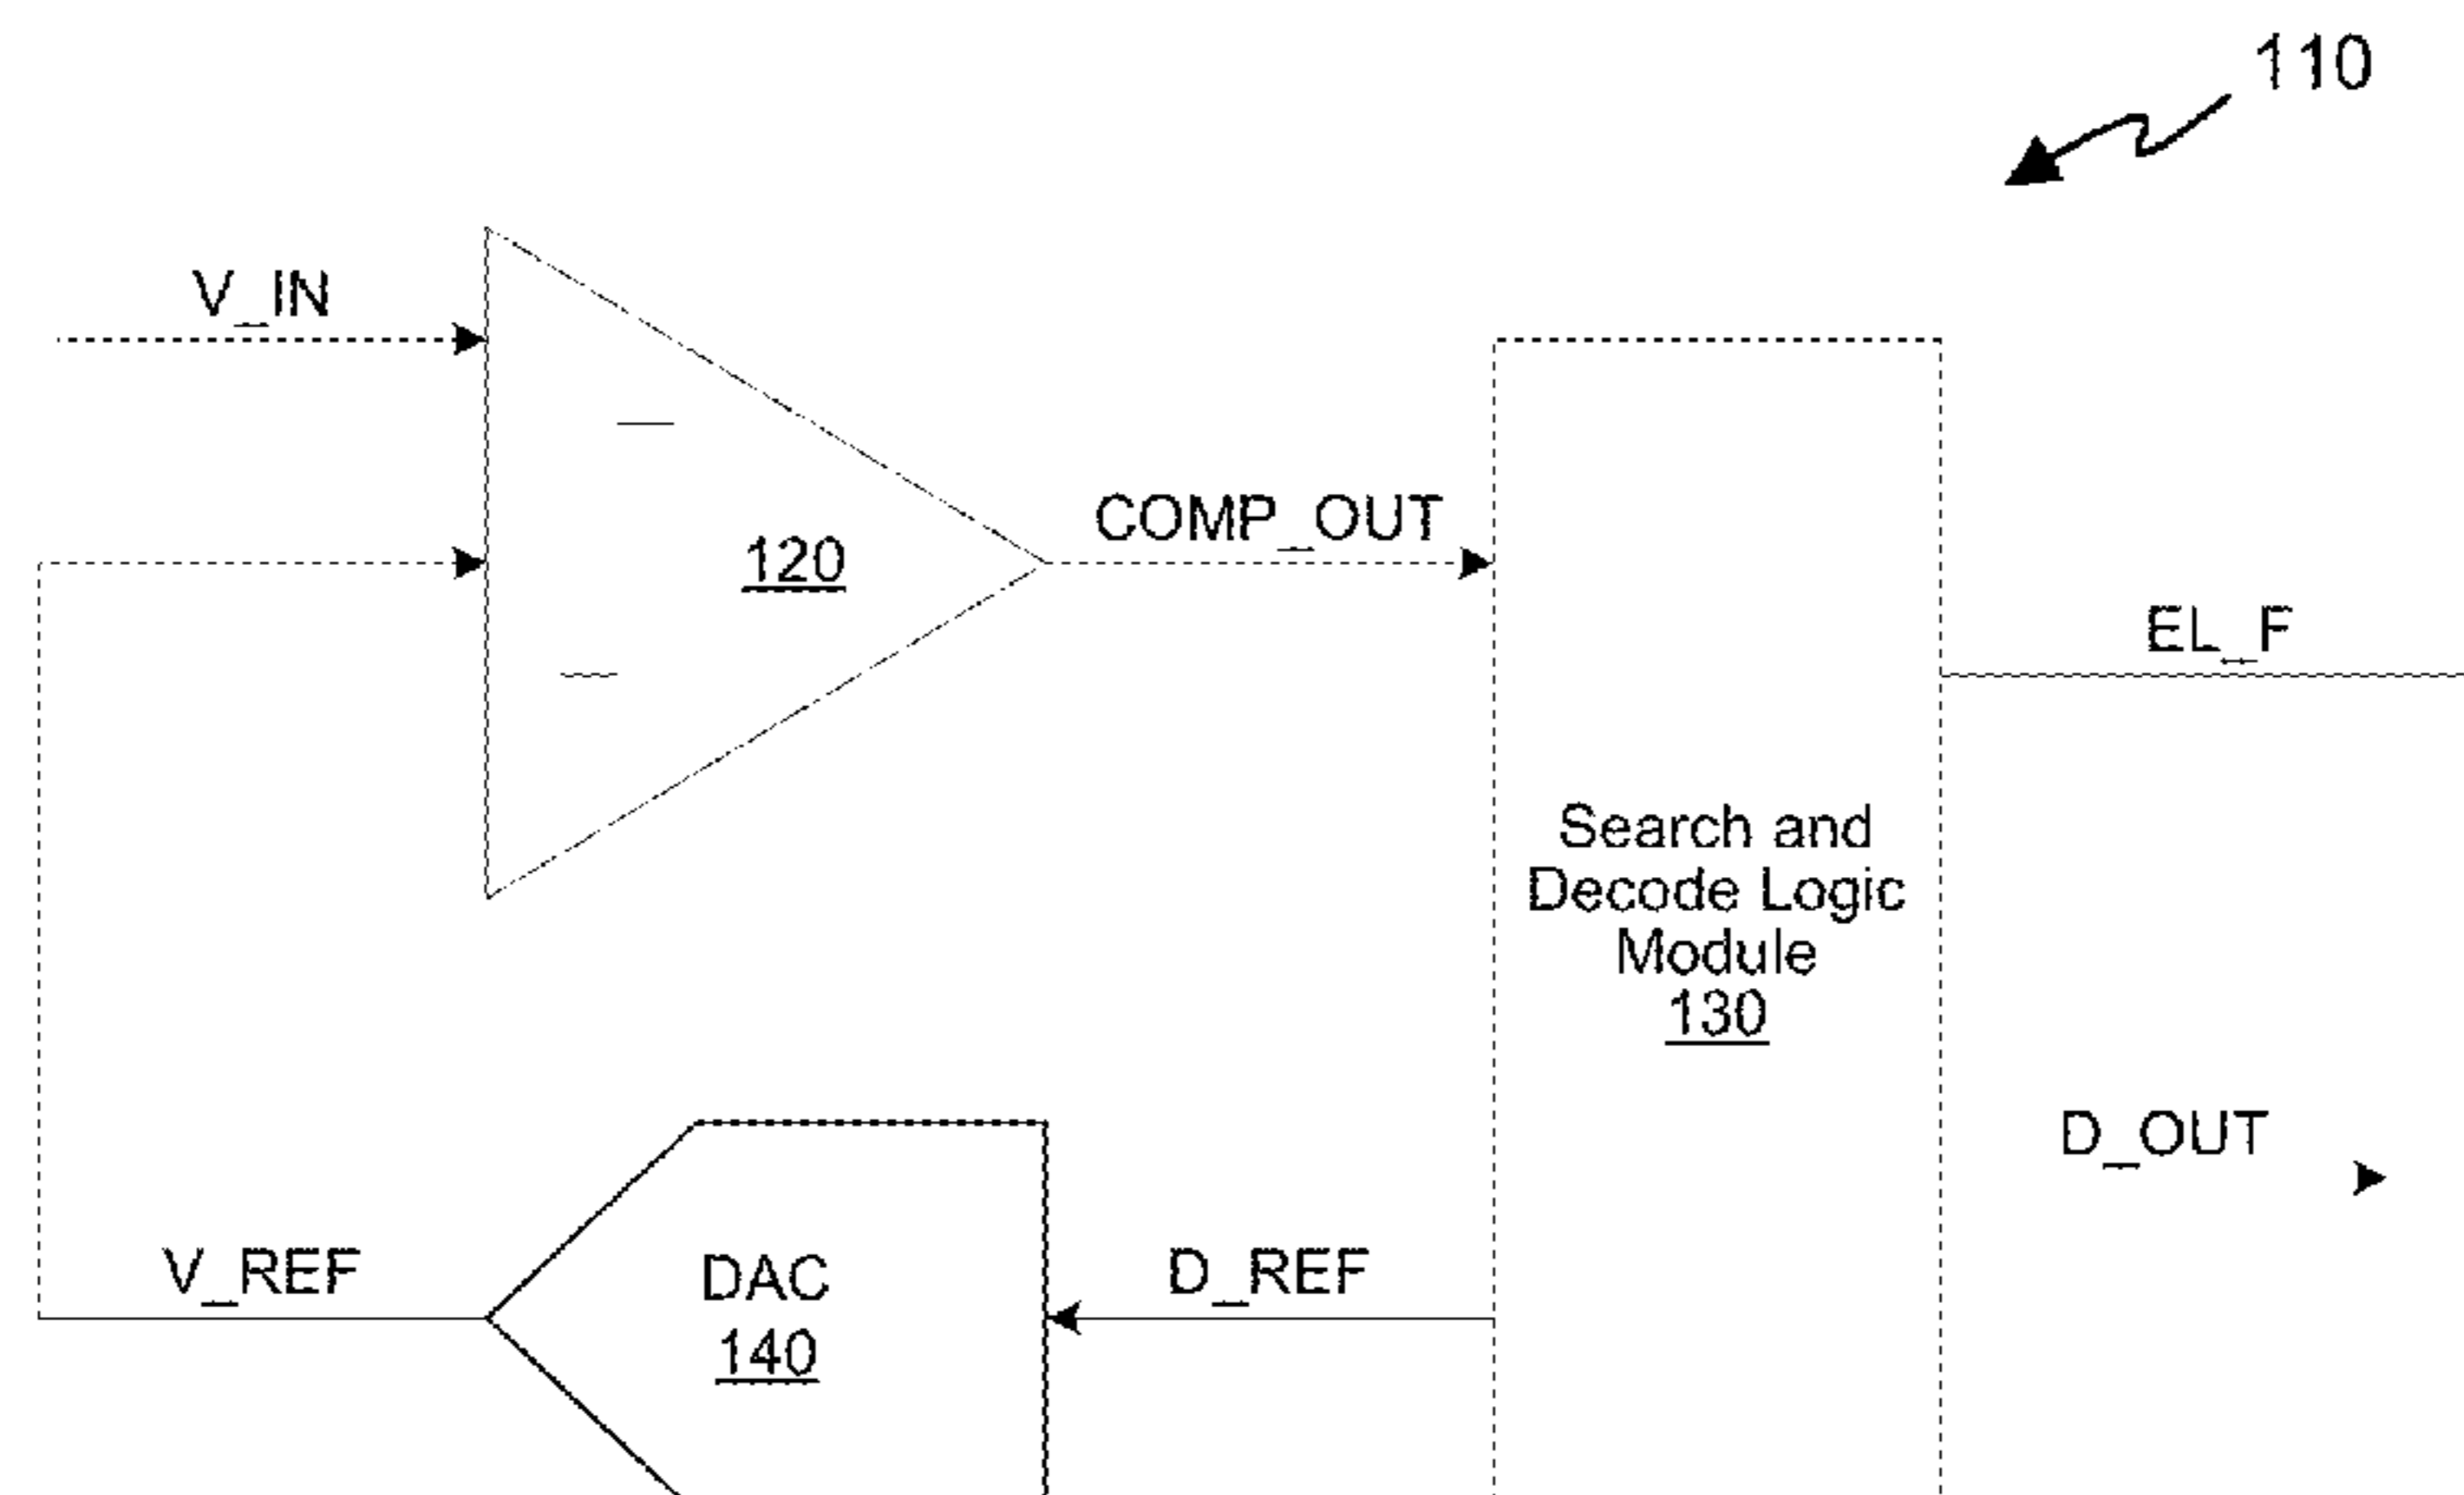 110
V_IN
COMP_OUT
120
EL_F
Search and
Decode Logic
Module
130
D_OUT
V_REF
DAC
140
D_REF